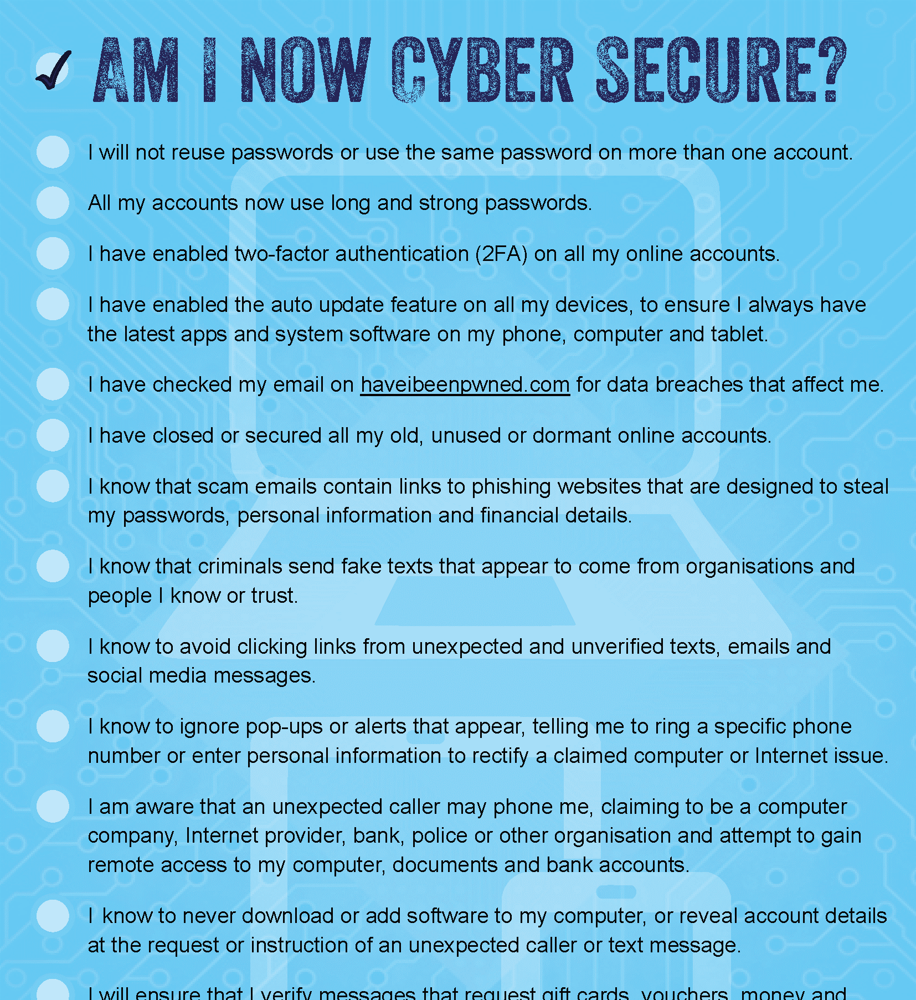 AM I NOW CYBER SECURE?
I will not reuse passwords or use the same password on more than one account.
All my accounts now use long and strong passwords.
I have enabled two-factor authentication (2FA) on all my online accounts.
I have enabled the auto update feature on all my devices, to ensure I always have
the latest apps and system software on my phone, computer and tablet.
I have checked my email on haveibeenpwned.com for data breaches that affect me.
I have closed or secured all my old, unused or dormant online accounts.
I know that scam emails contain links to phishing websites that are designed to steal
my passwords, personal information and financial details.
I know that criminals send fake texts that appear to come from organisations and
people I know or trust.
I know to avoid clicking links from unexpected and unverified texts, emails and
social media messages.
I know to ignore pop-ups or alerts that appear, telling me to ring a specific phone
number or enter personal information to rectify a claimed computer or Internet issue.
I am aware that an unexpected caller may phone me, claiming to be a computer
company, Internet provider, bank, police or other organisation and attempt to gain
remote access to my computer, documents and bank accounts.
I know to never download or add software to my computer, or reveal account details
at the request or instruction of an unexpected caller or text message.
I will ensure that I verify messages that request gift cards, vouchers, money and